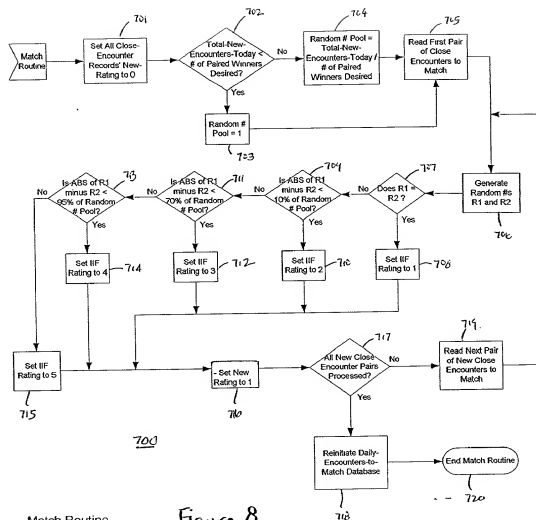 701
702
704
705
Match
Routine
Set All Close-
Encounter
Records' New-
Rating to 0
Total-New-
Encounters-Today <
# of Paired Winners
Desired?
No
Random # Pool =
Total-New-
Encounters-Today /
# of Paired
Winners Desired
Read First Pair
of Close
Encounters to
Match
Yes
Random #
Pool = 1
703
713
711
709
707
No
Is ABS of R1
minus R2 <
95% of Random
# Pool?
No
Is ABS of R1
minus R2 <
70% of Random
# Pool?
No
Is ABS of R1
minus R2 <
10% of Random
# Pool?
No
Does R1 =
R2 ?
Generate
Random #s
R1 and R2
706
Yes
Yes
Yes
Yes
Set IIF
Rating to 4
714
Set IIF
Rating to 3
712
Set IIF
Rating to 2
710
Set IIF
Rating to 1
708
717
719.
Set IIF
Rating to 5
715
- Set New
Rating to 1
716
All New Close
Encounter Pairs
Processed?
No
Read Next Pair
of New Close
Encounters to
Match
Yes
700
Reinitiate Daily-
Encounters-to-
Match Database
718
End Match Routine
720
Match Routine
Figure 8